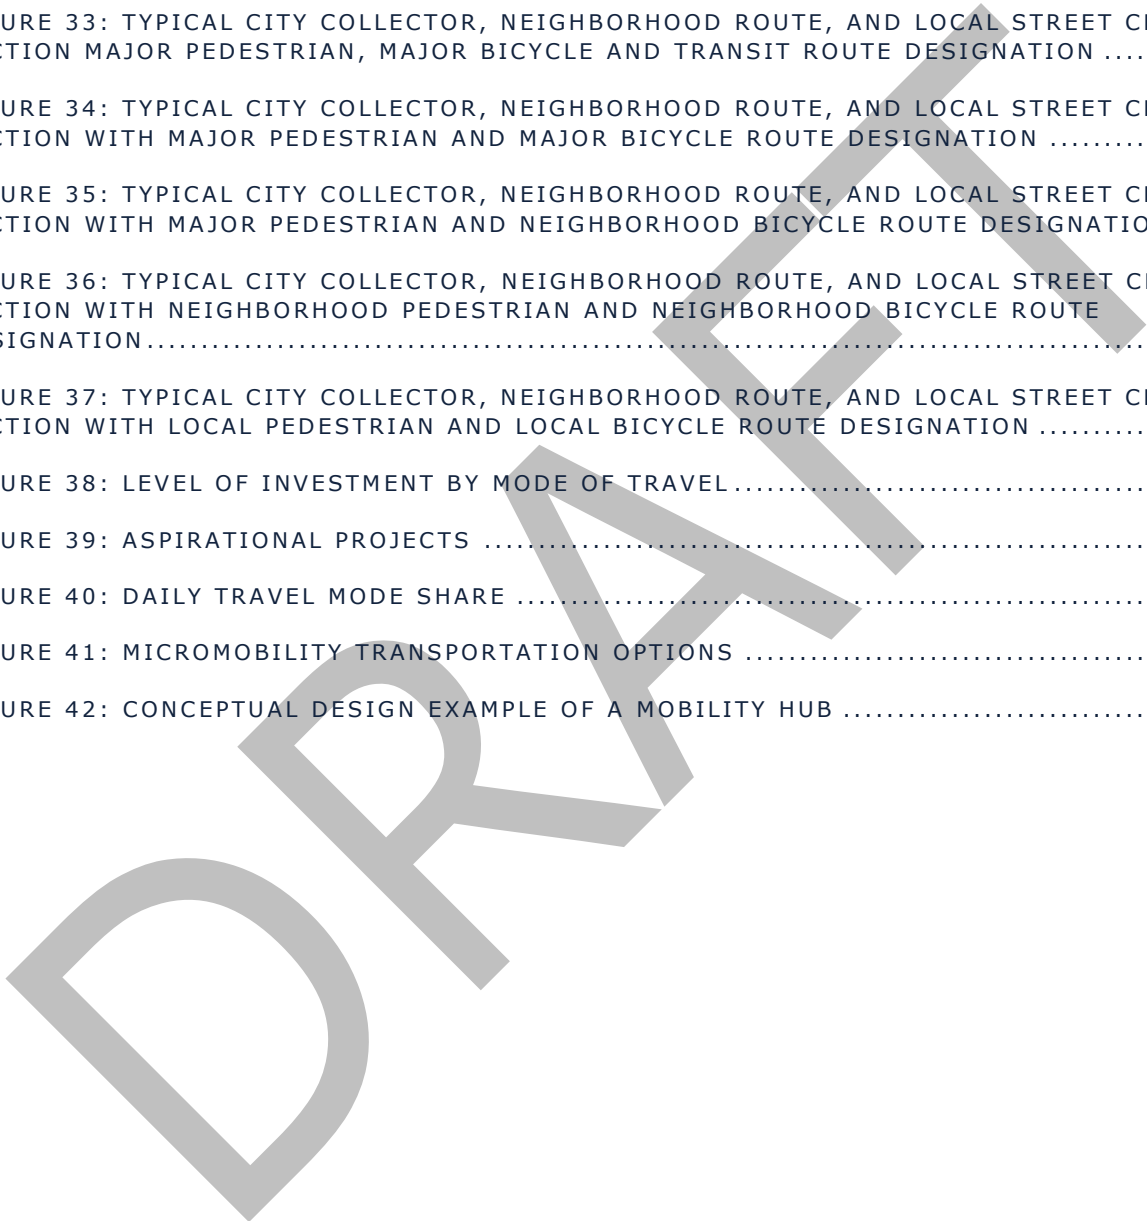 URE 33: TYPICAL CITY COLLECTOR, NEIGHBORHOOD ROUTE, AND LOCAL STREET C
CTION MAJOR PEDESTRIAN, MAJOR BICYCLE AND TRANSIT ROUTE DESIGNATION ....
URE 34: TYPICAL CITY COLLECTOR, NEIGHBORHOOD ROUTE, AND LOCAL STREET C
CTION WITH MAJOR PEDESTRIAN AND MAJOR BICYCLE ROUTE DESIGNATION .........
URE 35: TYPICAL CITY COLLECTOR, NEIGHBORHOOD ROUTE, AND LOCAL STREET C
CTION WITH MAJOR PEDESTRIAN AND NEIGHBORHOOD BICYCLE ROUTE DESIGNATIO
URE 36: TYPICAL CITY COLLECTOR, NEIGHBORHOOD ROUTE, AND LOCAL STREET C
CTION WITH NEIGHBORHOOD PEDESTRIAN AND NEIGHBORHOOD BICYCLE ROUTE
SIGNATION................................................................................
URE 37: TYPICAL CITY COLLECTOR, NEIGHBORHOOD ROUTE, AND LOCAL STREET C
CTION WITH LOCAL PEDESTRIAN AND LOCAL BICYCLE ROUTE DESIGNATION ..........
URE 38: LEVEL OF INVESTMENT BY MODE OF TRAVEL......................................
URE 39: ASPIRATIONAL PROJECTS .............................................................
URE 40: DAILY TRAVEL MODE SHARE ..........................................................
URE 41: MICROMOBILITY TRANSPORTATION OPTIONS .....................................
URE 42: CONCEPTUAL DESIGN EXAMPLE OF A MOBILITY HUB ............................
DRAFT